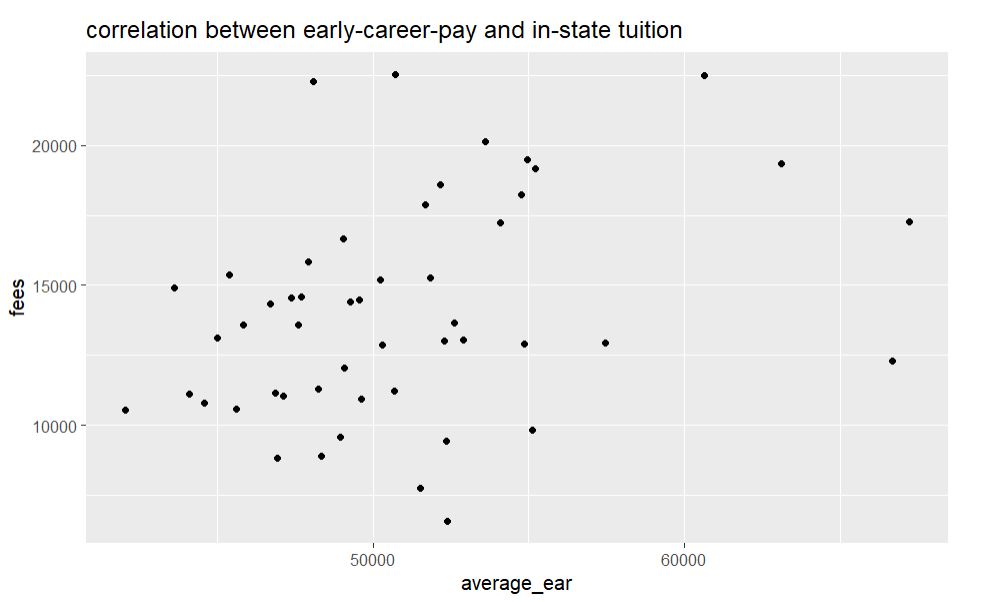 correlation between early-career-pay and in-state tuition
20000
15000
10000
fees
50000
60000
average_ear